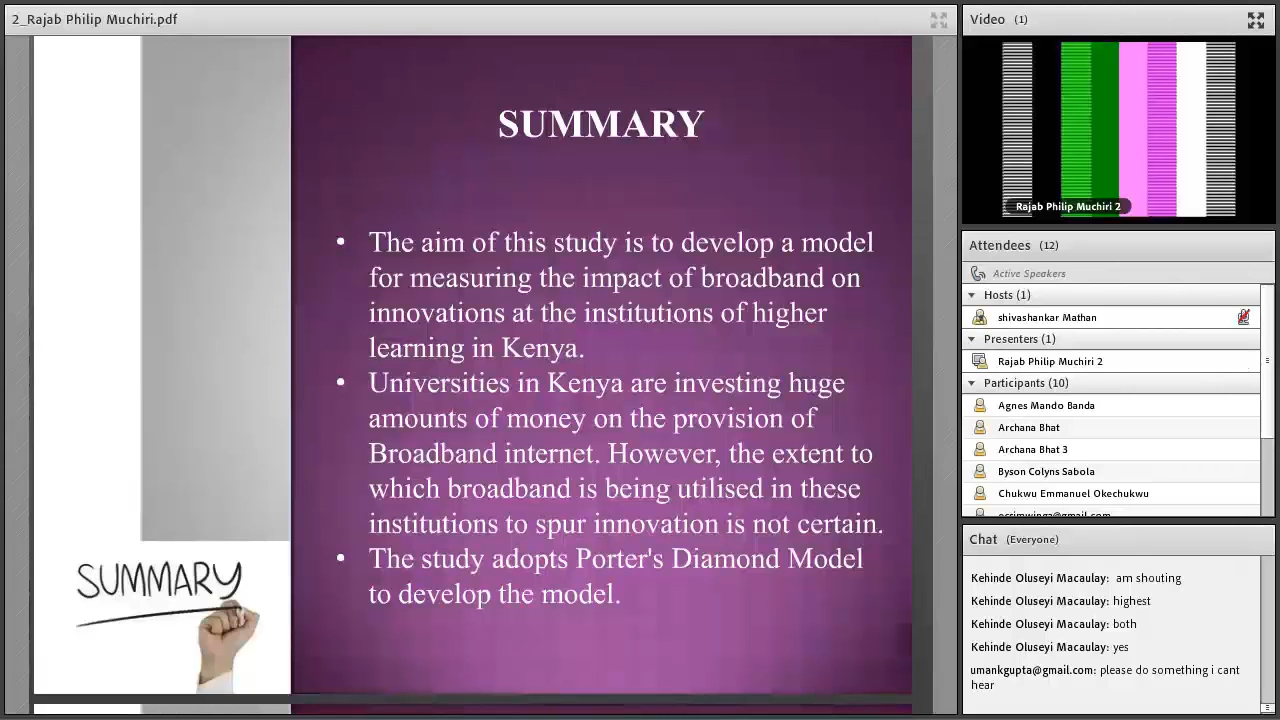 2_Rajab Philip Muchiri.pdf
SUMMARY
• The aim of this study is to develop a model
for measuring the impact of broadband on
innovations at the institutions of higher
learning in Kenya.
• Universities in Kenya are investing huge
amounts of money on the provision of
Broadband internet. However, the extent to
which broadband is being utilised in these
institutions to spur innovation is not certain.
• The study adopts Porter's Diamond Model
to develop the model.
SUMMARY
Video (1)
Rajab Philip Muchiri 2
Attendees (12)
Active Speakers
Hosts (1)
shivashankar Mathan
Presenters (1)
Rajab Philip Muchiri 2
Participants (10)
Agnes Mando Banda
Archana Bhat
Archana Bhat 3
Byson Colyns Sabola
Chukwu Emmanuel Okechukwu
Chat (Everyone)
Kehinde Oluseyi Macaulay: am shouting
Kehinde Oluseyi Macaulay: highest
Kehinde Oluseyi Macaulay: both
Kehinde Oluseyi Macaulay: yes
umankgupta@gmail.com: please do something i cant
hear